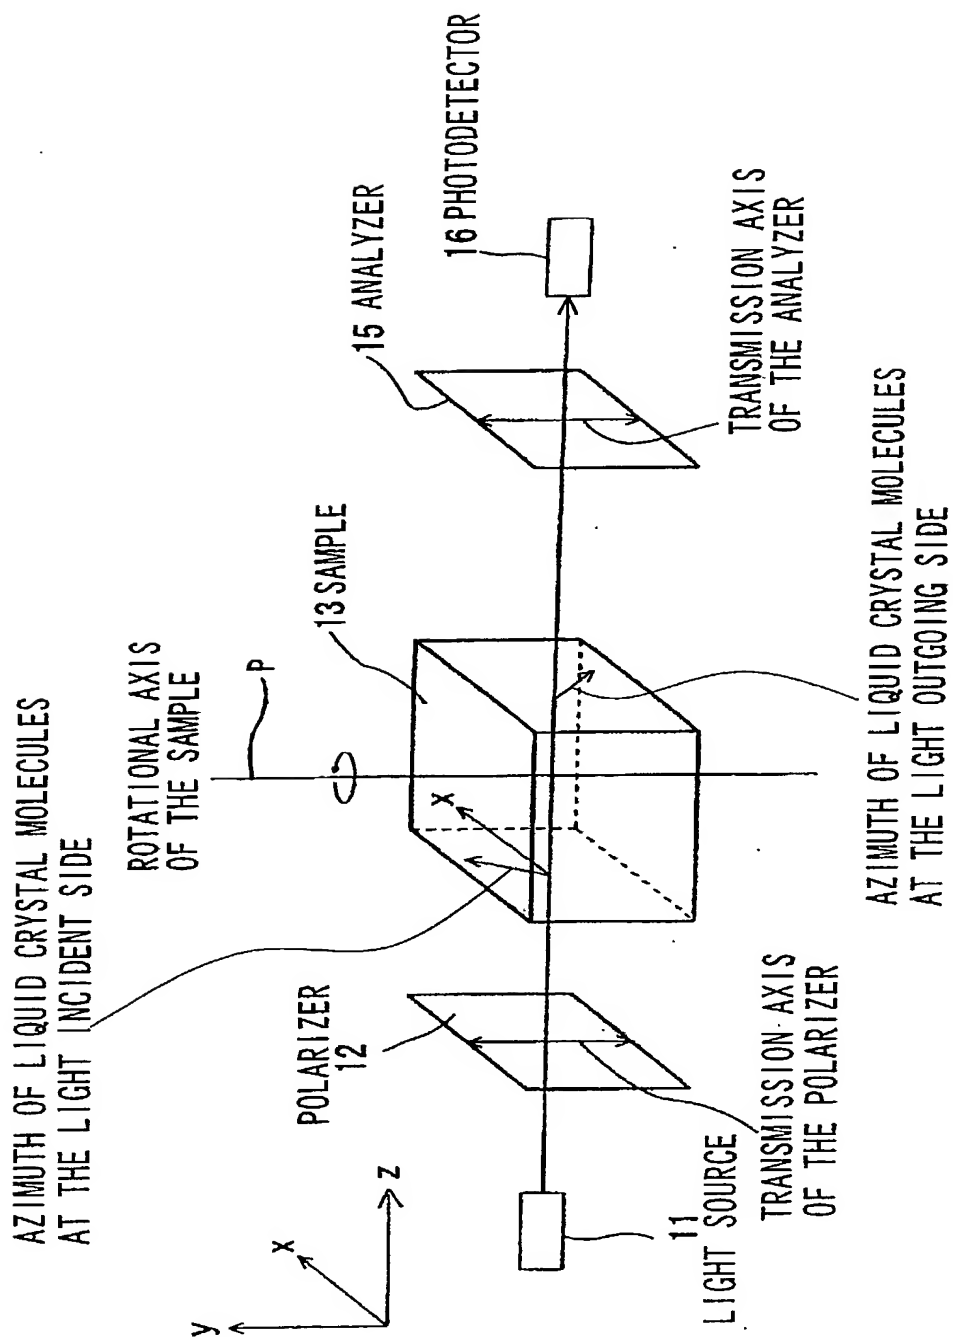 AZIMUTH OF LIQUID CRYSTAL MOLECULES
AT THE LIGHT INCIDENT SIDE
ROTATIONAL AXIS
OF THE SAMPLE
P
13 SAMPLE
15 ANALYZER
16 PHOTODETECTOR
POLARIZER
12
X
y
x
z
11
LIGHT SOURCE
TRANSMISSION AXIS
OF THE POLARIZER
AZIMUTH OF LIQUID CRYSTAL MOLECULES
AT THE LIGHT OUTGOING SIDE
TRANSMISSION AXIS
OF THE ANALYZER